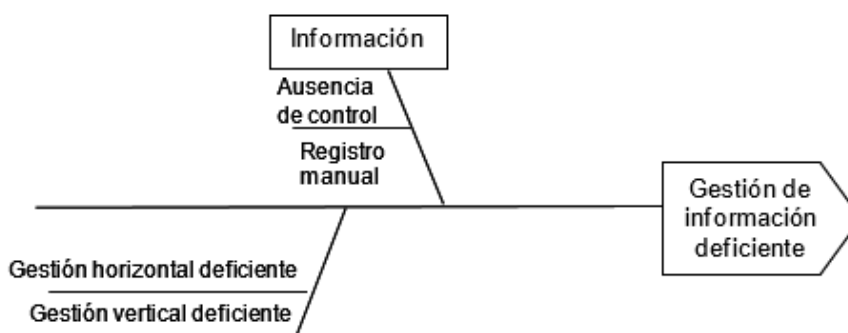 Información
Ausencia
de control
Registro
manual
Gestión de
información
deficiente
Gestión horizontal deficiente
Gestión vertical deficiente